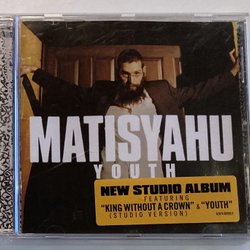 MATISYAHU
YOUTH
NEW STUDIO ALBUM
FEATURING
"KING WITHOUT A CROWN" & "YOUTH"
(STUDIO VERSION)